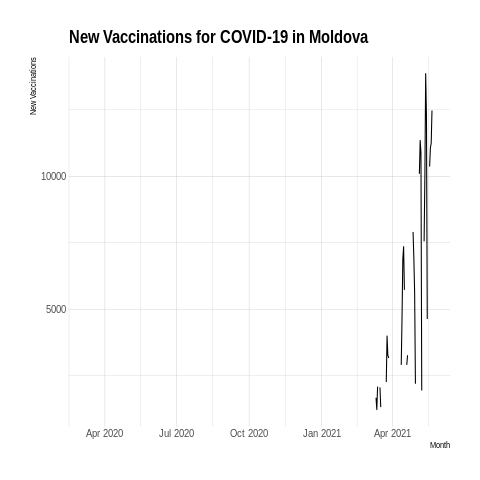 New Vaccinations for COVID-19 in Moldova
New Vaccinations
10000
5000
Apr 2020 Jul 2020 Oct 2020 Jan 2021 Apr 2021
Month